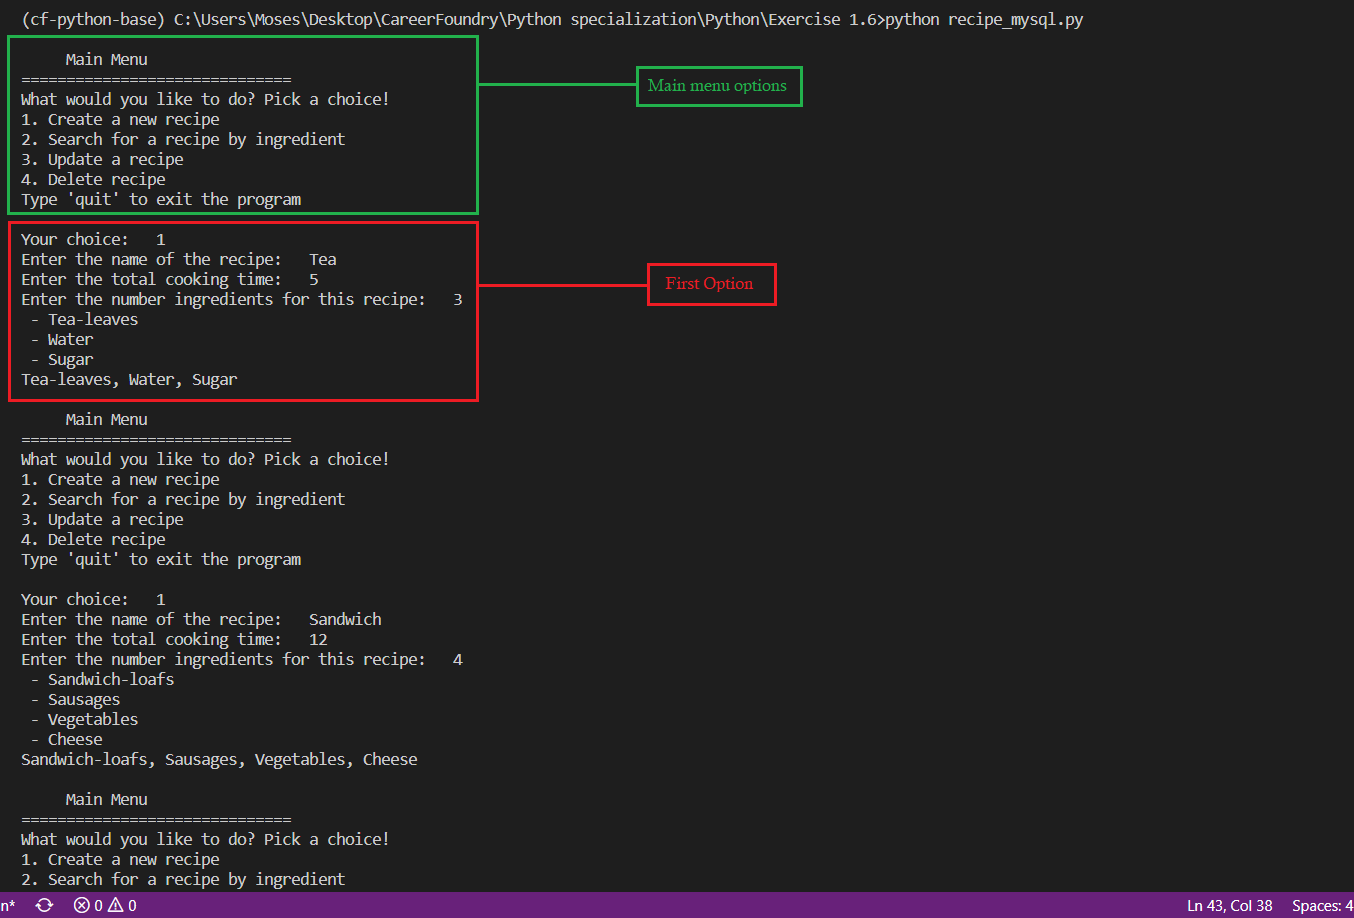 (cf-python-base) C:\Users\Moses\Desktop\CareerFoundry\Python specialization\Python\Exercise 1.6>python recipe_mysql.py
Main Menu
==============================
What would you like to do? Pick a choice!
1. Create a new recipe
2. Search for a recipe by ingredient
3. Update a recipe
4. Delete recipe
Type 'quit' to exit the program
Main menu options
Your choice:   1
Enter the name of the recipe:   Tea
Enter the total cooking time:   5
Enter the number ingredients for this recipe:   3
- Tea-leaves
- Water
- Sugar
Tea-leaves, Water, Sugar
First Option
Main Menu
==============================
What would you like to do? Pick a choice!
1. Create a new recipe
2. Search for a recipe by ingredient
3. Update a recipe
4. Delete recipe
Type 'quit' to exit the program
Your choice:   1
Enter the name of the recipe:   Sandwich
Enter the total cooking time:   12
Enter the number ingredients for this recipe:   4
- Sandwich-loafs
- Sausages
- Vegetables
- Cheese
Sandwich-loafs, Sausages, Vegetables, Cheese
Main Menu
==============================
What would you like to do? Pick a choice!
1. Create a new recipe
2. Search for a recipe by ingredient
n* 0 0 Ln 43, Col 38 Spaces: 4